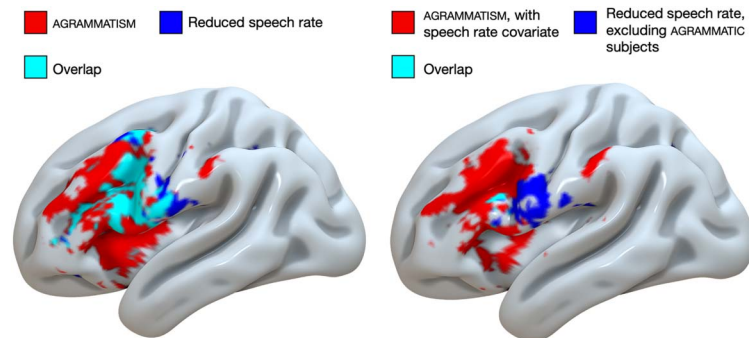 AGRAMMATISM
Reduced speech rate
Overlap
AGRAMMATISM, with
speech rate covariate
Reduced speech rate,
excluding AGRAMMATIC
subjects
Overlap